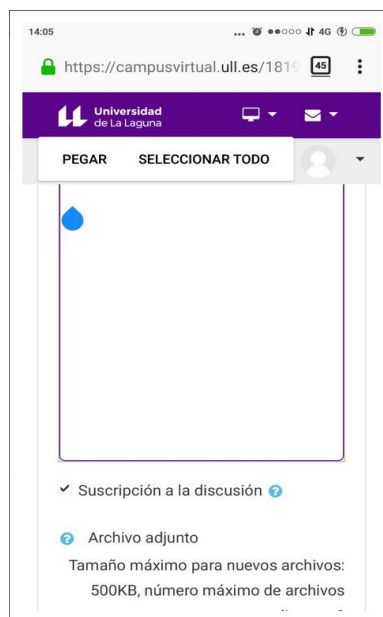 14:05
... 4G
https://campusvirtual.ull.es/1819
45
Universidad
de La Laguna
PEGAR SELECCIONAR TODO
Suscripción a la discusión
Archivo adjunto
Tamaño máximo para nuevos archivos:
500KB, número máximo de archivos